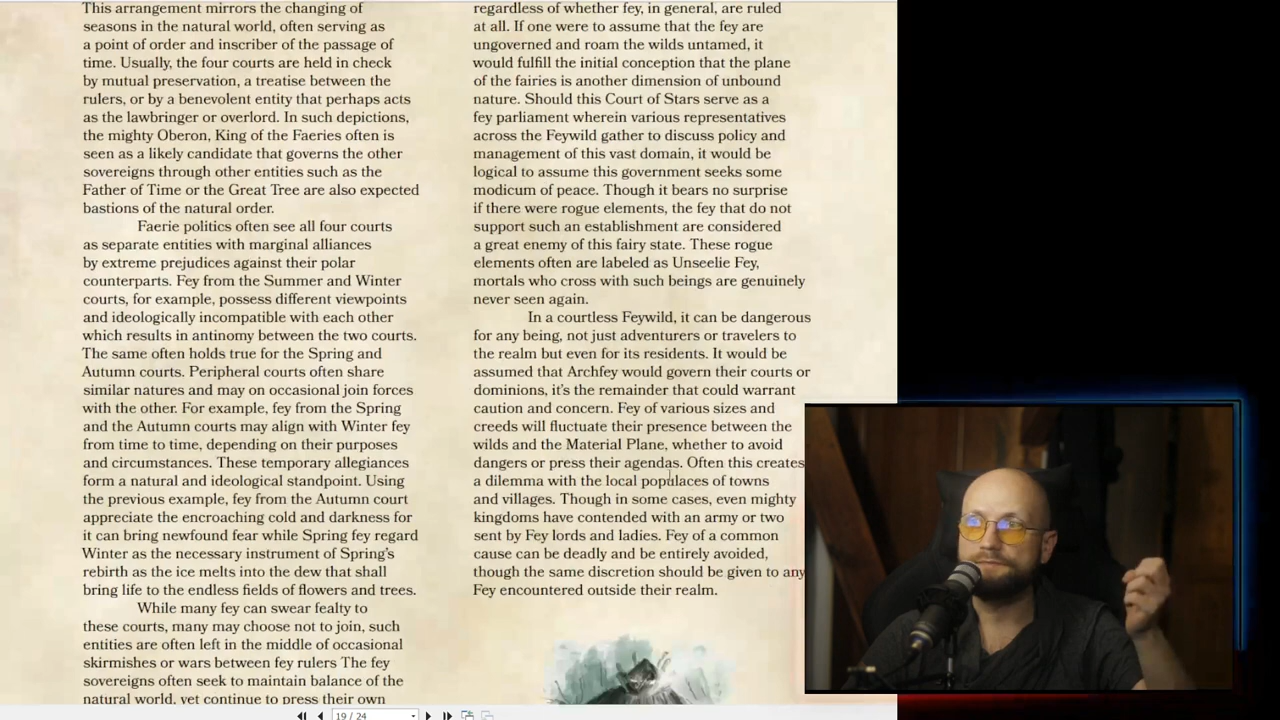 This arrangement mirrors the changing of
seasons in the natural world, often serving as
a point of order and inscriber of the passage of
time. Usually, the four courts are held in check
by mutual preservation, a treatise between the
rulers, or by a benevolent entity that perhaps acts
as the lawbringer or overlord. In such depictions,
the mighty Oberon, King of the Faeries often is
seen as a likely candidate that governs the other
sovereigns through other entities such as the
Father of Time or the Great Tree are also expected
bastions of the natural order.
Faerie politics often see all four courts
as separate entities with marginal alliances
by extreme prejudices against their polar
counterparts. Fey from the Summer and Winter
courts, for example, possess different viewpoints
and ideologically incompatible with each other
which results in antinomy between the two courts.
The same often holds true for the Spring and
Autumn courts. Peripheral courts often share
similar natures and may on occasional join forces
with the other. For example, fey from the Spring
and the Autumn courts may align with Winter fey
from time to time, depending on their purposes
and circumstances. These temporary allegiances
form a natural and ideological standpoint. Using
the previous example, fey from the Autumn court
appreciate the encroaching cold and darkness for
it can bring newfound fear while Spring fey regard
Winter as the necessary instrument of Spring's
rebirth as the ice melts into the dew that shall
bring life to the endless fields of flowers and trees.
While many fey can swear fealty to
these courts, many may choose not to join, such
entities are often left in the middle of occasional
skirmishes or wars between fey rulers The fey
sovereigns often seek to maintain balance of the
natural world, yet continue to press their own
regardless of whether fey, in general, are ruled
at all. If one were to assume that the fey are
ungoverned and roam the wilds untamed, it
would fulfill the initial conception that the plane
of the fairies is another dimension of unbound
nature. Should this Court of Stars serve as a
fey parliament wherein various representatives
across the Feywild gather to discuss policy and
management of this vast domain, it would be
logical to assume this government seeks some
modicum of peace. Though it bears no surprise
if there were rogue elements, the fey that do not
support such an establishment are considered
a great enemy of this fairy state. These rogue
elements often are labeled as Unseelie Fey,
mortals who cross with such beings are genuinely
never seen again.
In a courtless Feywild, it can be dangerous
for any being, not just adventurers or travelers to
the realm but even for its residents. It would be
assumed that Archfey would govern their courts or
dominions, it's the remainder that could warrant
caution and concern. Fey of various sizes and
creeds will fluctuate their presence between the
wilds and the Material Plane, whether to avoid
dangers or press their agendas. Often this creates
a dilemma with the local populaces of towns
and villages. Though in some cases, even mighty
kingdoms have contended with an army or two
sent by Fey lords and ladies. Fey of a common
cause can be deadly and be entirely avoided,
though the same discretion should be given to any
Fey encountered outside their realm.
19 / 24